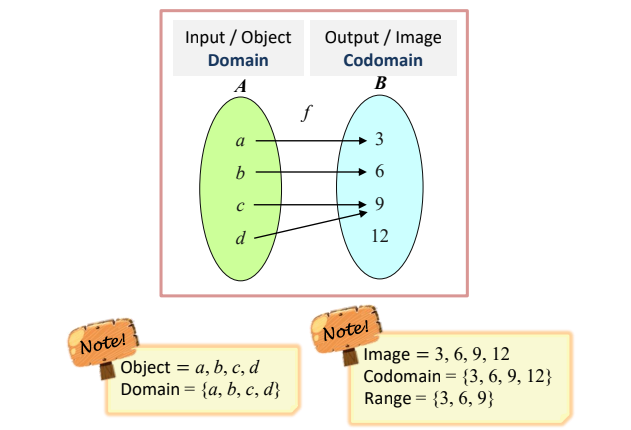 Input / Object
Domain
Output / Image
Codomain
A
B
f
a
3
b
6
c
9
d
12
Note!
Object = a, b, c, d
Domain = {a, b, c, d}
Note!
Image = 3, 6, 9, 12
Codomain = {3, 6, 9, 12}
Range = {3, 6, 9}